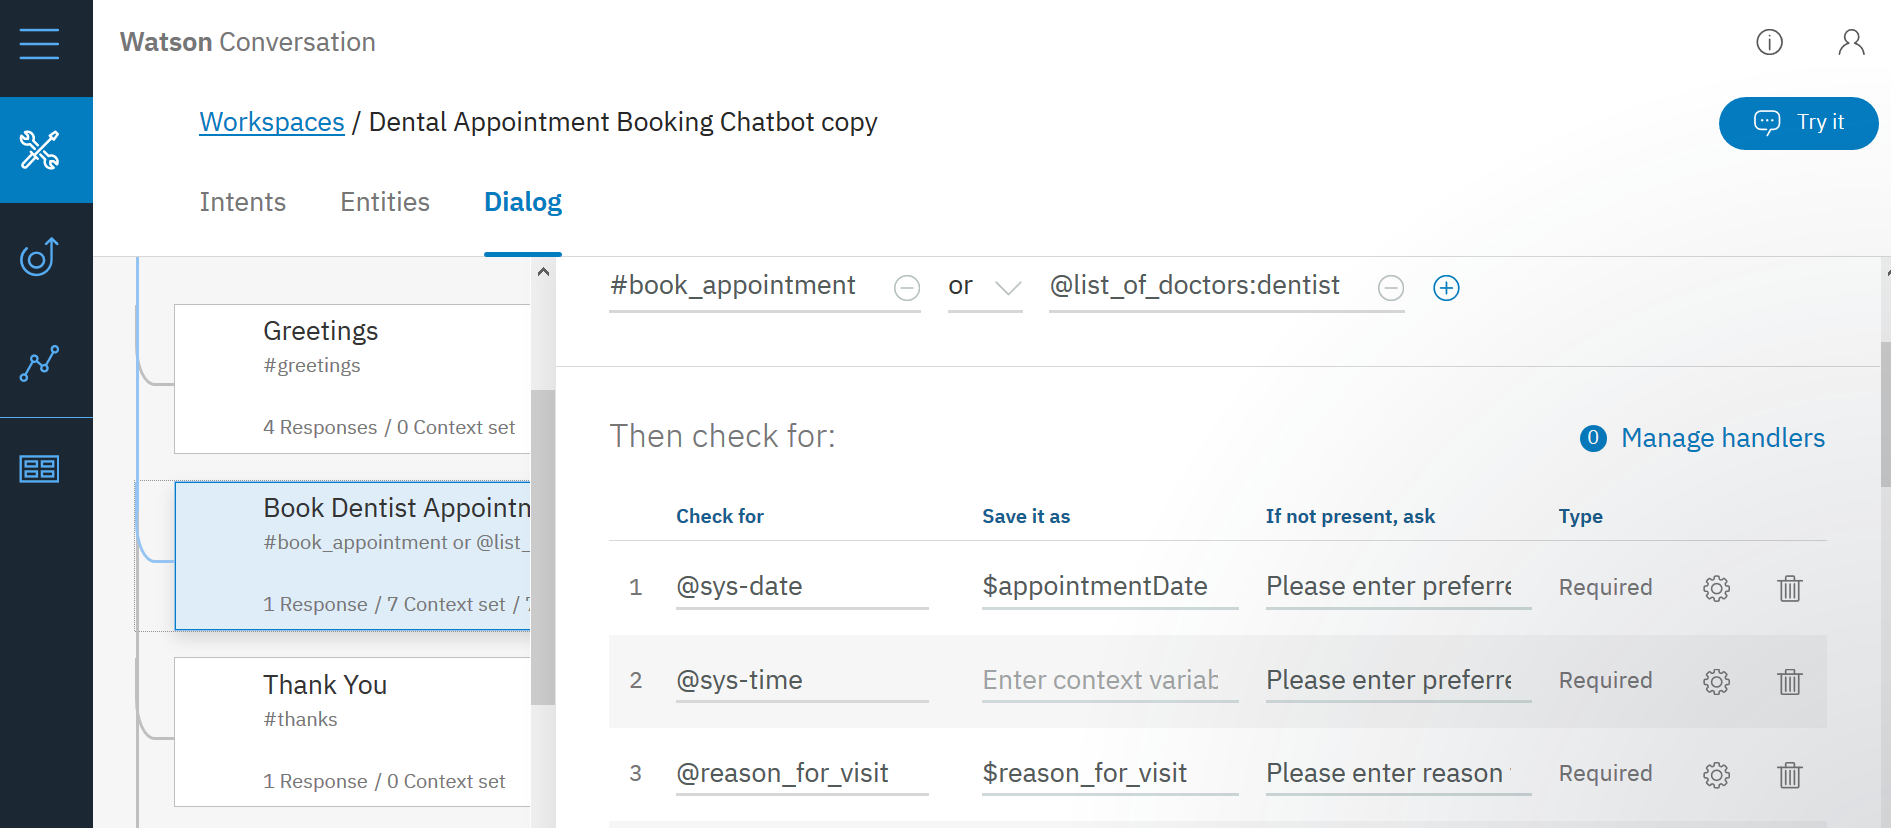 Watson Conversation
Workspaces / Dental Appointment Booking Chatbot copy
Try it
Intents Entities Dialog
Greetings
#greetings
4 Responses / 0 Context set
Book Dentist Appointm
#book_appointment or @list_
1 Response / 7 Context set /
Thank You
#thanks
1 Response / 0 Context set
#book_appointment or @list_of_doctors:dentist
Then check for:
0 Manage handlers
Check for Save it as If not present, ask Type
1 @sys-date $appointmentDate Please enter preferre Required
2 @sys-time Enter context variab Please enter preferre Required
3 @reason_for_visit $reason_for_visit Please enter reason Required